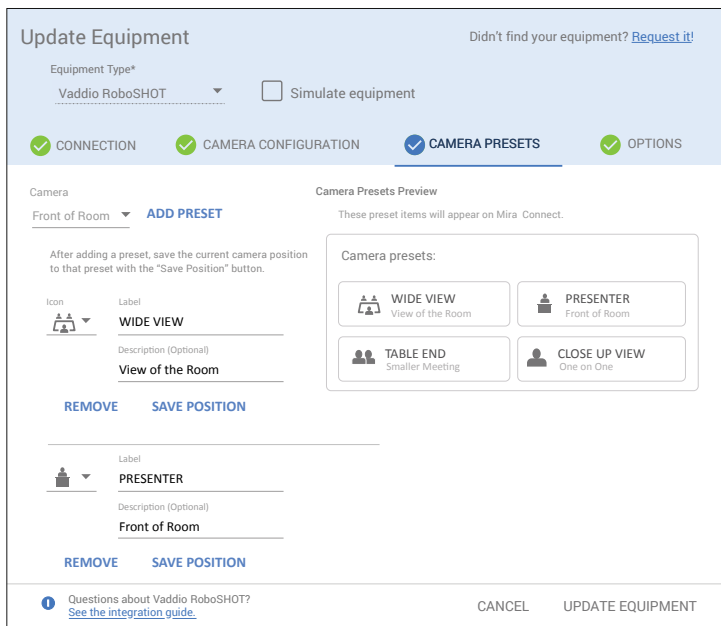 Update Equipment
Didn't find your equipment? Request it!
Equipment Type*
Vaddio RoboSHOT
Simulate equipment
CONNECTION
CAMERA CONFIGURATION
CAMERA PRESETS
OPTIONS
Camera
Front of Room
ADD PRESET
After adding a preset, save the current camera position
to that preset with the “Save Position” button.
Icon
Label
WIDE VIEW
Description (Optional)
View of the Room
REMOVE
SAVE POSITION
Label
PRESENTER
Description (Optional)
Front of Room
REMOVE
SAVE POSITION
Camera Presets Preview
These preset items will appear on Mira Connect.
Camera presets:
WIDE VIEW
View of the Room
PRESENTER
Front of Room
TABLE END
Smaller Meeting
CLOSE UP VIEW
One on One
Questions about Vaddio RoboSHOT?
See the integration guide.
CANCEL
UPDATE EQUIPMENT